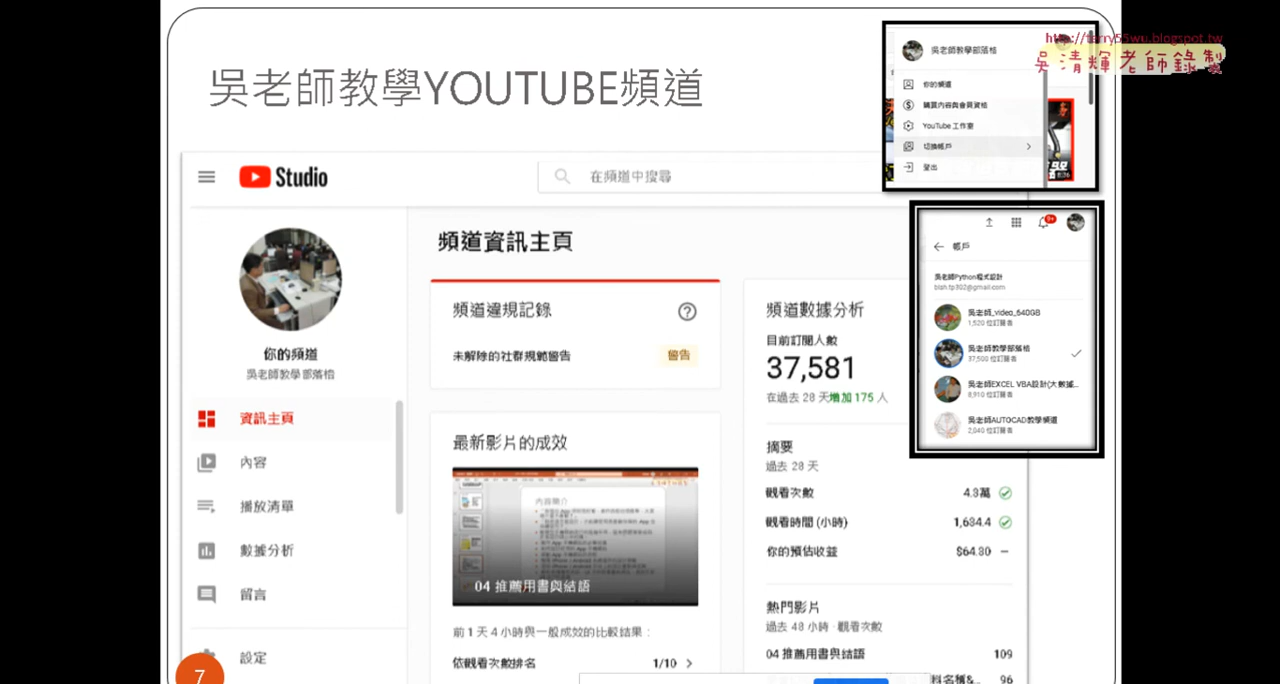 吳老師教學YOUTUBE頻道
http://terry55wu.blogspot.tw
吳清輝老師錄製
吳老師教學部落格
你的頻道
購買內容與會員資格
YouTube 工作室
切換帳戶
登出
Studio
在頻道中搜尋
9+
帳戶
吳老師Python程式設計
吳老師_video_640GB
1,520 位訂閱者
吳老師教學部落格
37,500 位訂閱者
吳老師EXCEL VBA設計(大數據...
8,910 位訂閱者
吳老師AUTOCAD教學頻道
2,040 位訂閱者
你的頻道
吳老師教學部落格
資訊主頁
內容
播放清單
數據分析
留言
設定
7
頻道資訊主頁
頻道違規記錄
未解除的社群規範警告
警告
最新影片的成效
內容簡介
04 推薦用書與結語
前 1 天 4 小時與一般成效的比較結果：
依觀看次數排名
1/10
頻道數據分析
目前訂閱人數
37,581
在過去 28 天增加 175 人
摘要
過去 28 天
觀看次數
4.3萬
觀看時間 (小時)
1,684.4
你的預估收益
$64.80 —
熱門影片
過去 48 小時 · 觀看次數
04 推薦用書與結語
109
料名稱&...
96